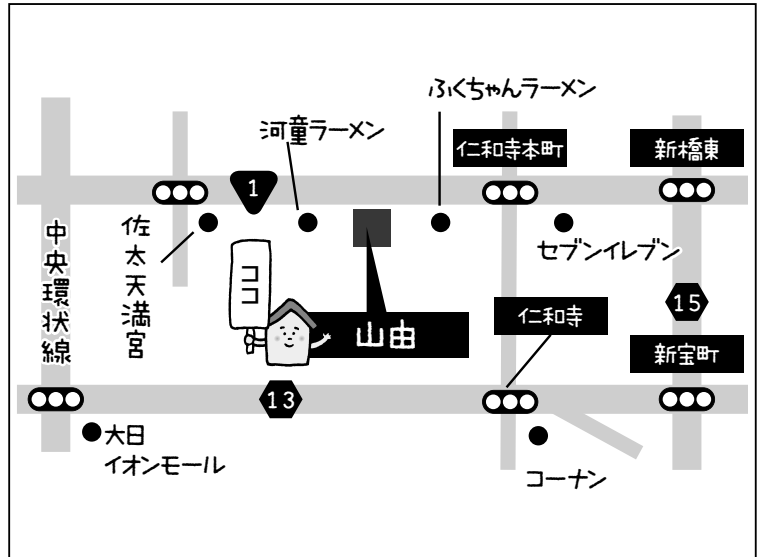 ふくちゃんラーメン
河童ラーメン
仁和寺本町
新橋東
1
佐太天満宮
中央環状線
セブンイレブン
ココ
15
仁和寺
山由
新宝町
13
大日
イオンモール
コーナン